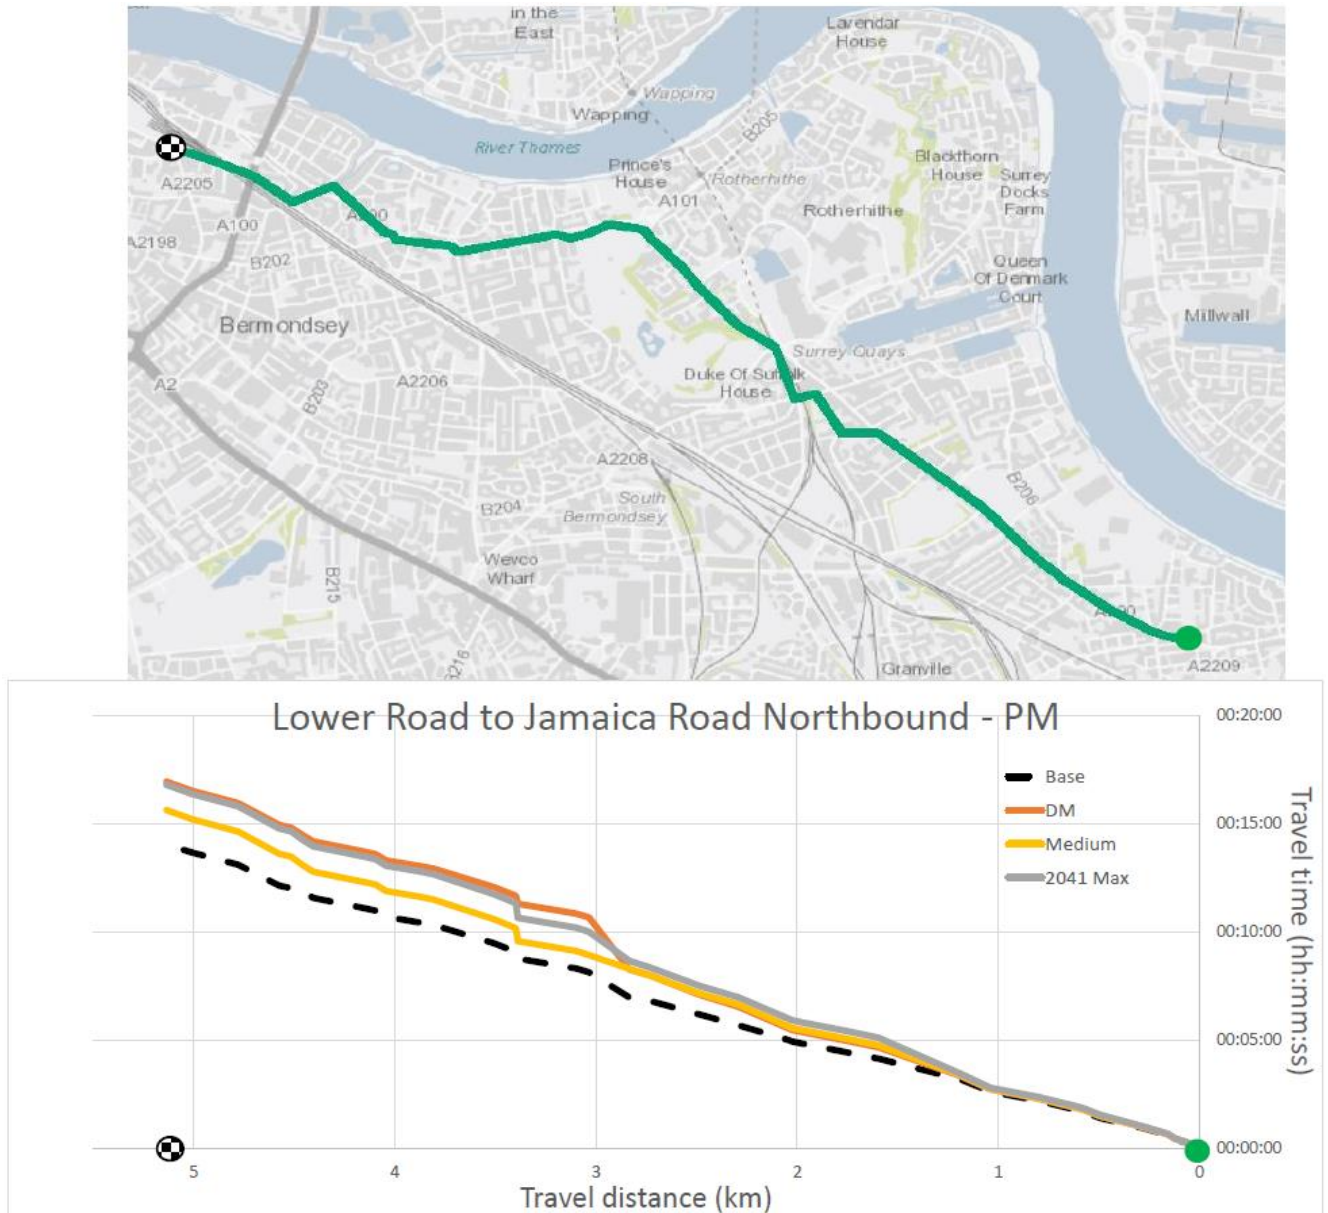 in the
East
Lavendar
House
Wapping
Wapping
B205
River Thames
Prince's
House
Blackthorn
House
Surrey
Docks
Farm
Rotherhithe
A2205
A101
Rotherhithe
A100
A2198
B202
Queen
Of Denmark
Court
Bermondsey
Millwall
Surrey Quays
Duke Of Suffolk
House
A2
B203
A2206
A2208
South
Bermondsey
B206
B204
Wevco
Wharf
B215
B216
Granville
A2209
Lower Road to Jamaica Road Northbound - PM
00:20:00
Base
DM
00:15:00
Medium
2041 Max
00:10:00
00:05:00
00:00:00
Travel time (hh:mm:ss)
5 4 3 2 1 0
Travel distance (km)